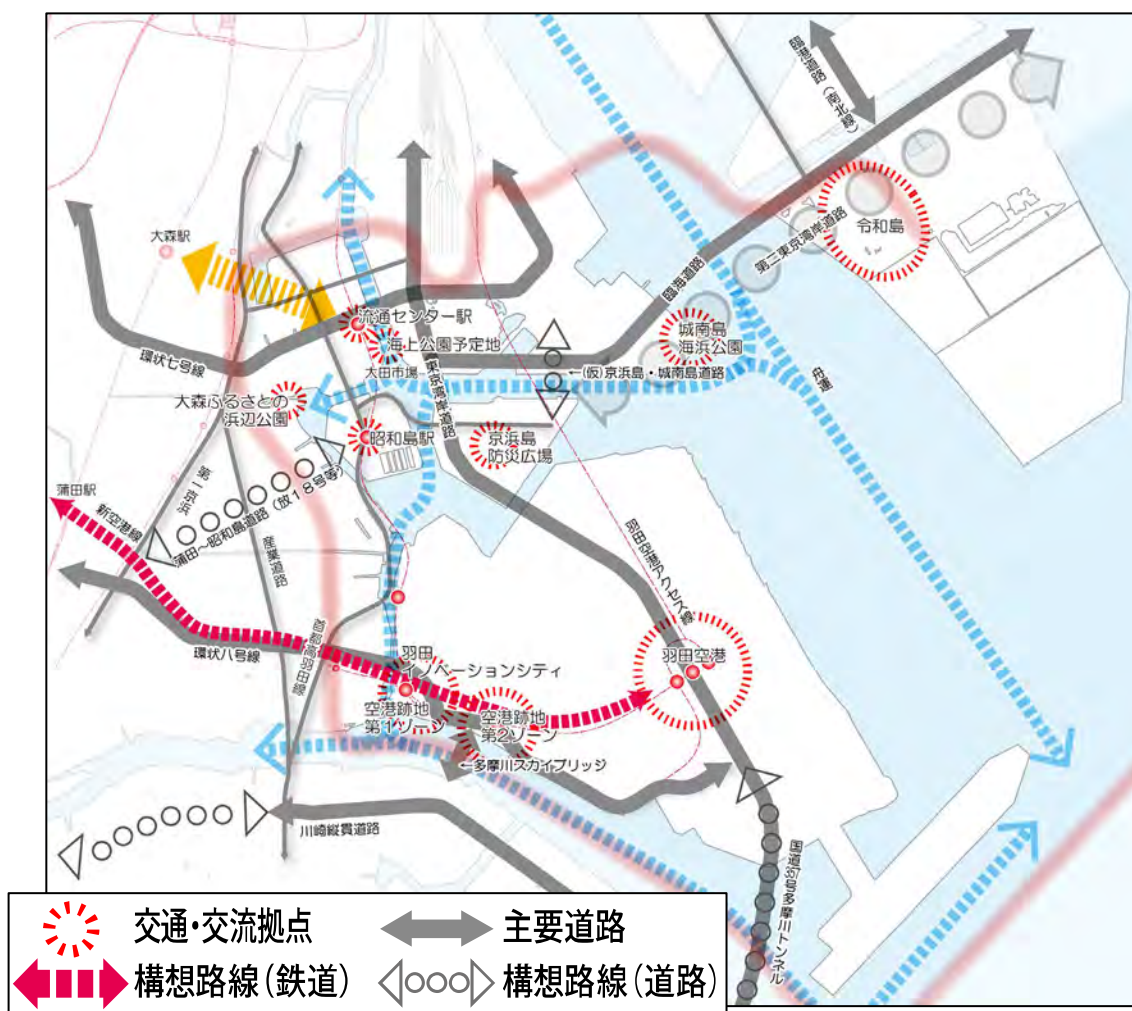 臨港道路(南北線)
大森駅
令和島
第二東京湾岸道路
臨海道路
流通センター駅
海上公園予定地
城南島
海浜公園
環状七号線
大田市場
東京湾岸道路
←(仮)京浜島・城南島道路
舟運
大森ふるさとの
浜辺公園
昭和島駅
京浜島
防災広場
蒲田駅
新空港線
第一京浜
蒲田~昭和島道路(放18号等)
産業道路
羽田空港アクセス線
環状八号線
首都高羽田線
羽田
イノベーションシティ
羽田空港
空港跡地
第1ゾーン
空港跡地
第2ゾーン
←多摩川スカイブリッジ
川崎縦貫道路
国道357号多摩川トンネル
交通・交流拠点
主要道路
構想路線(鉄道)
構想路線(道路)